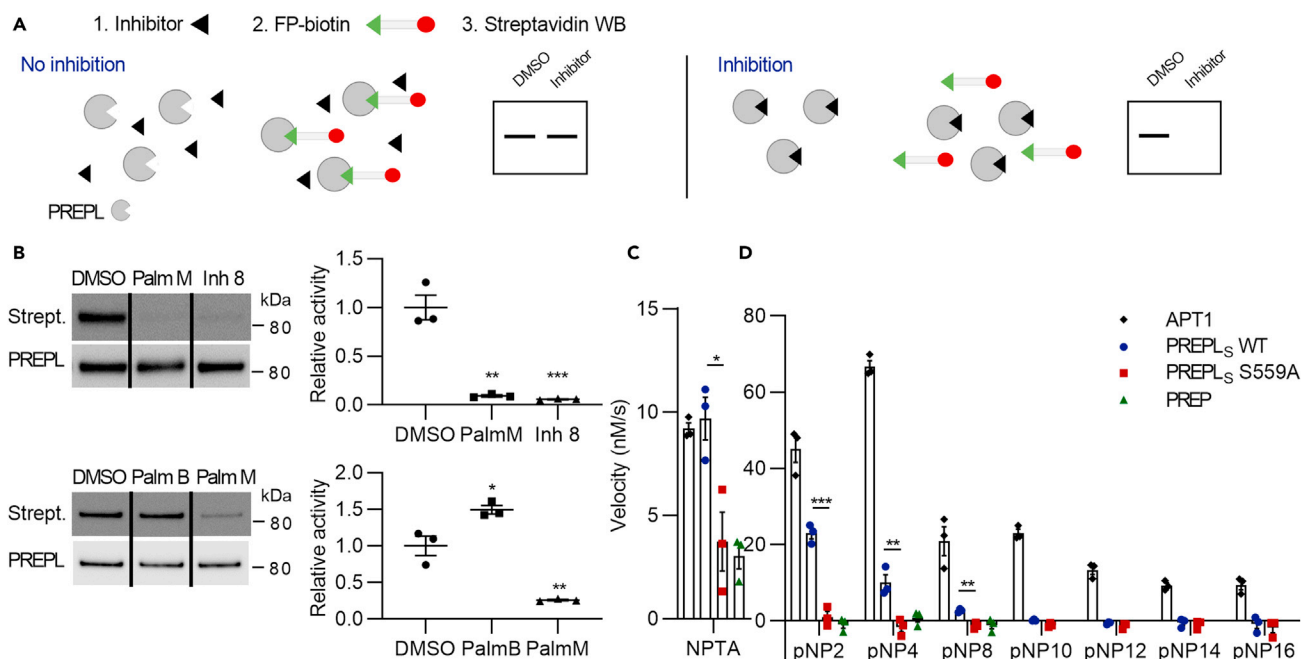 A
1. Inhibitor 2. FP-biotin 3. Streptavidin WB
No inhibition
DMSO
Inhibitor
PREPL
Inhibition
DMSO
Inhibitor
B
DMSO Palm M Inh 8
kDa
Strept.
80
PREPL
80
Relative activity
1.5
1.0
0.5
0.0
**
***
DMSO PalmM Inh 8
DMSO Palm B Palm M
kDa
Strept.
80
PREPL
80
Relative activity
2.0
1.5
1.0
0.5
0.0
*
**
DMSO PalmB PalmM
C
Velocity (nM/s)
15
10
5
0
*
NPTA
D
80
60
40
20
0
***
**
**
APT1
PREPLS WT
PREPLS S559A
PREP
pNP2 pNP4 pNP8 pNP10 pNP12 pNP14 pNP16